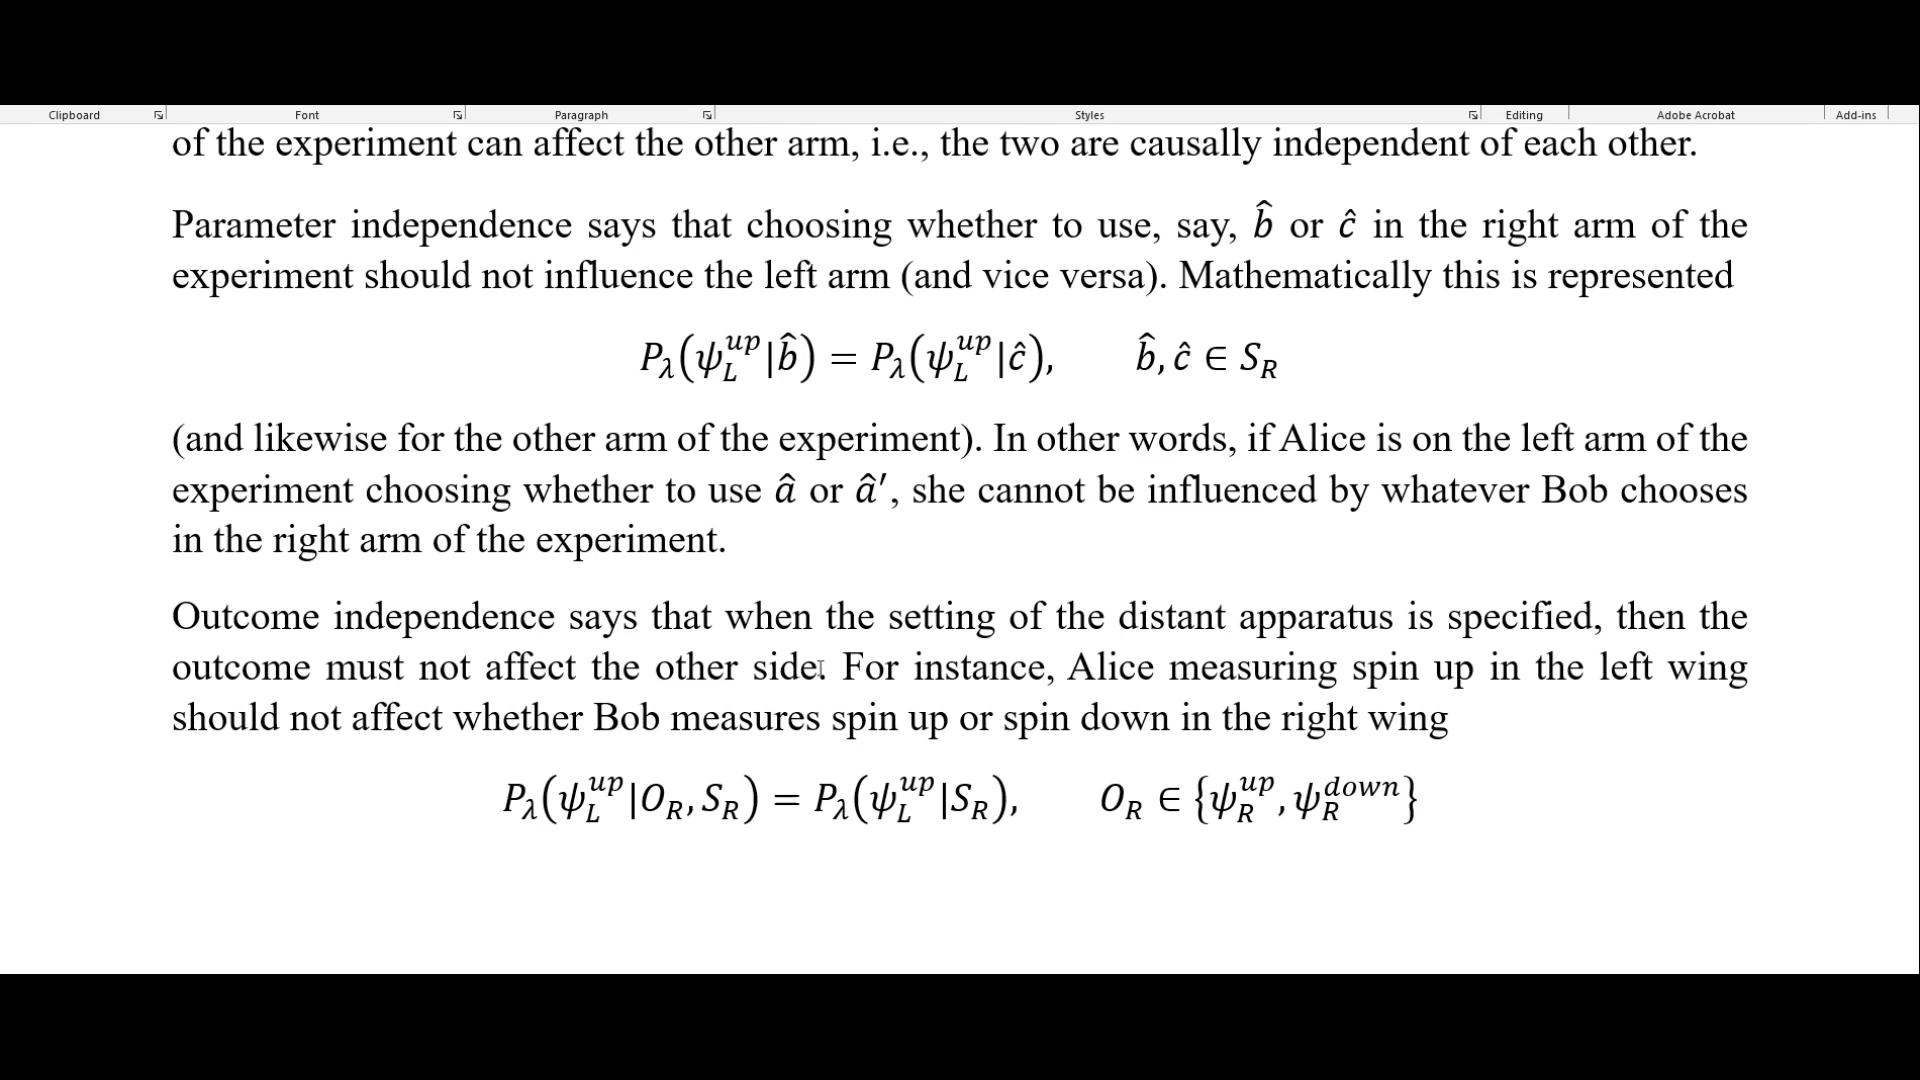 Clipboard Font Paragraph Styles Editing Adobe Acrobat Add-ins
of the experiment can affect the other arm, i.e., the two are causally independent of each other.
Parameter independence says that choosing whether to use, say, b̂ or ĉ in the right arm of the
experiment should not influence the left arm (and vice versa). Mathematically this is represented
P_λ(ψ_L^{up}|b̂) = P_λ(ψ_L^{up}|ĉ), b̂, ĉ ∈ S_R
(and likewise for the other arm of the experiment). In other words, if Alice is on the left arm of the
experiment choosing whether to use â or â′, she cannot be influenced by whatever Bob chooses
in the right arm of the experiment.
Outcome independence says that when the setting of the distant apparatus is specified, then the
outcome must not affect the other side. For instance, Alice measuring spin up in the left wing
should not affect whether Bob measures spin up or spin down in the right wing
P_λ(ψ_L^{up}|O_R, S_R) = P_λ(ψ_L^{up}|S_R), O_R ∈ {ψ_R^{up}, ψ_R^{down}}